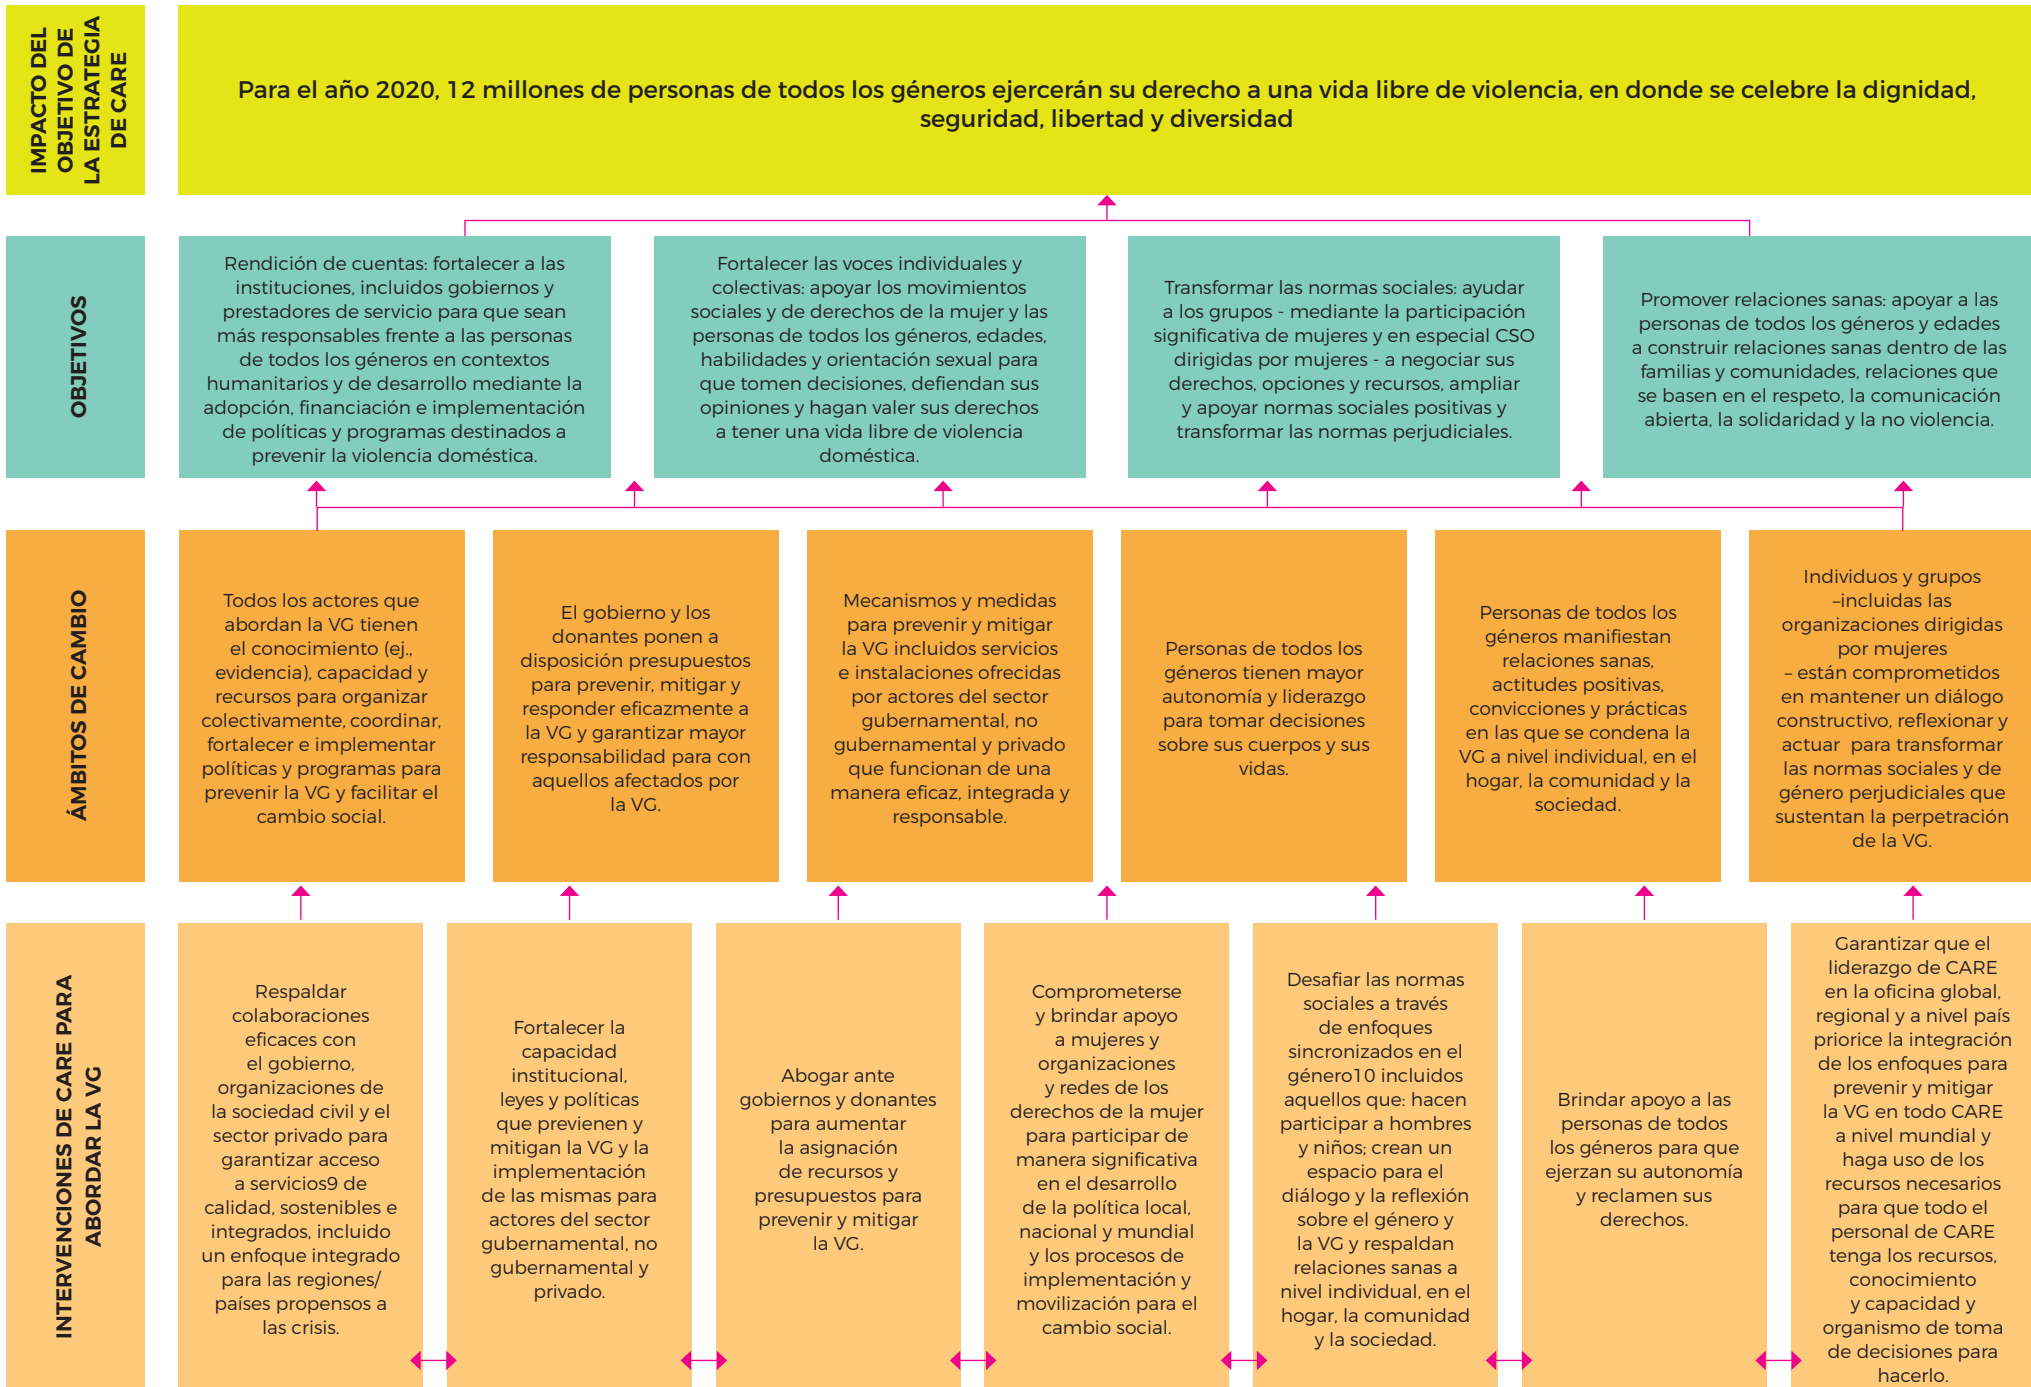 IMPACTO DEL
OBJETIVO DE
LA ESTRATEGIA
DE CARE
Para el año 2020, 12 millones de personas de todos los géneros ejercerán su derecho a una vida libre de violencia, en donde se celebre la dignidad,
seguridad, libertad y diversidad
OBJETIVOS
Rendición de cuentas: fortalecer a las
instituciones, incluidos gobiernos y
prestadores de servicio para que sean
más responsables frente a las personas
de todos los géneros en contextos
humanitarios y de desarrollo mediante la
adopción, financiación e implementación
de políticas y programas destinados a
prevenir la violencia doméstica.
Fortalecer las voces individuales y
colectivas: apoyar los movimientos
sociales y de derechos de la mujer y las
personas de todos los géneros, edades,
habilidades y orientación sexual para
que tomen decisiones, defiendan sus
opiniones y hagan valer sus derechos
a tener una vida libre de violencia
doméstica.
Transformar las normas sociales: ayudar
a los grupos - mediante la participación
significativa de mujeres y en especial CSO
dirigidas por mujeres - a negociar sus
derechos, opciones y recursos, ampliar
y apoyar normas sociales positivas y
transformar las normas perjudiciales.
Promover relaciones sanas: apoyar a las
personas de todos los géneros y edades
a construir relaciones sanas dentro de las
familias y comunidades, relaciones que
se basen en el respeto, la comunicación
abierta, la solidaridad y la no violencia.
ÁMBITOS DE CAMBIO
Todos los actores que
abordan la VG tienen
el conocimiento (ej.,
evidencia), capacidad y
recursos para organizar
colectivamente, coordinar,
fortalecer e implementar
políticas y programas para
prevenir la VG y facilitar el
cambio social.
El gobierno y los
donantes ponen a
disposición presupuestos
para prevenir, mitigar y
responder eficazmente a
la VG y garantizar mayor
responsabilidad para con
aquellos afectados por
la VG.
Mecanismos y medidas
para prevenir y mitigar
la VG incluidos servicios
e instalaciones ofrecidas
por actores del sector
gubernamental, no
gubernamental y privado
que funcionan de una
manera eficaz, integrada y
responsable.
Personas de todos los
géneros tienen mayor
autonomía y liderazgo
para tomar decisiones
sobre sus cuerpos y sus
vidas.
Personas de todos los
géneros manifiestan
relaciones sanas,
actitudes positivas,
convicciones y prácticas
en las que se condena la
VG a nivel individual, en el
hogar, la comunidad y la
sociedad.
Individuos y grupos
–incluidas las
organizaciones dirigidas
por mujeres
– están comprometidos
en mantener un diálogo
constructivo, reflexionar y
actuar  para transformar
las normas sociales y de
género perjudiciales que
sustentan la perpetración
de la VG.
INTERVENCIONES DE CARE PARA
ABORDAR LA VG
Respaldar
colaboraciones
eficaces con
el gobierno,
organizaciones de
la sociedad civil y el
sector privado para
garantizar acceso
a servicios9 de
calidad, sostenibles e
integrados, incluido
un enfoque integrado
para las regiones/
países propensos a
las crisis.
Fortalecer la
capacidad
institucional,
leyes y políticas
que previenen y
mitigan la VG y la
implementación
de las mismas para
actores del sector
gubernamental, no
gubernamental y
privado.
Abogar ante
gobiernos y donantes
para aumentar
la asignación
de recursos y
presupuestos para
prevenir y mitigar
la VG.
Comprometerse
y brindar apoyo
a mujeres y
organizaciones
y redes de los
derechos de la mujer
para participar de
manera significativa
en el desarrollo
de la política local,
nacional y mundial
y los procesos de
implementación y
movilización para el
cambio social.
Desafiar las normas
sociales a través
de enfoques
sincronizados en el
género10 incluidos
aquellos que: hacen
participar a hombres
y niños; crean un
espacio para el
diálogo y la reflexión
sobre el género y
la VG y respaldan
relaciones sanas a
nivel individual, en el
hogar, la comunidad
y la sociedad.
Brindar apoyo a las
personas de todos
los géneros para que
ejerzan su autonomía
y reclamen sus
derechos.
Garantizar que el
liderazgo de CARE
en la oficina global,
regional y a nivel país
priorice la integración
de los enfoques para
prevenir y mitigar
la VG en todo CARE
a nivel mundial y
haga uso de los
recursos necesarios
para que todo el
personal de CARE
tenga los recursos,
conocimiento
y capacidad y
organismo de toma
de decisiones para
hacerlo.